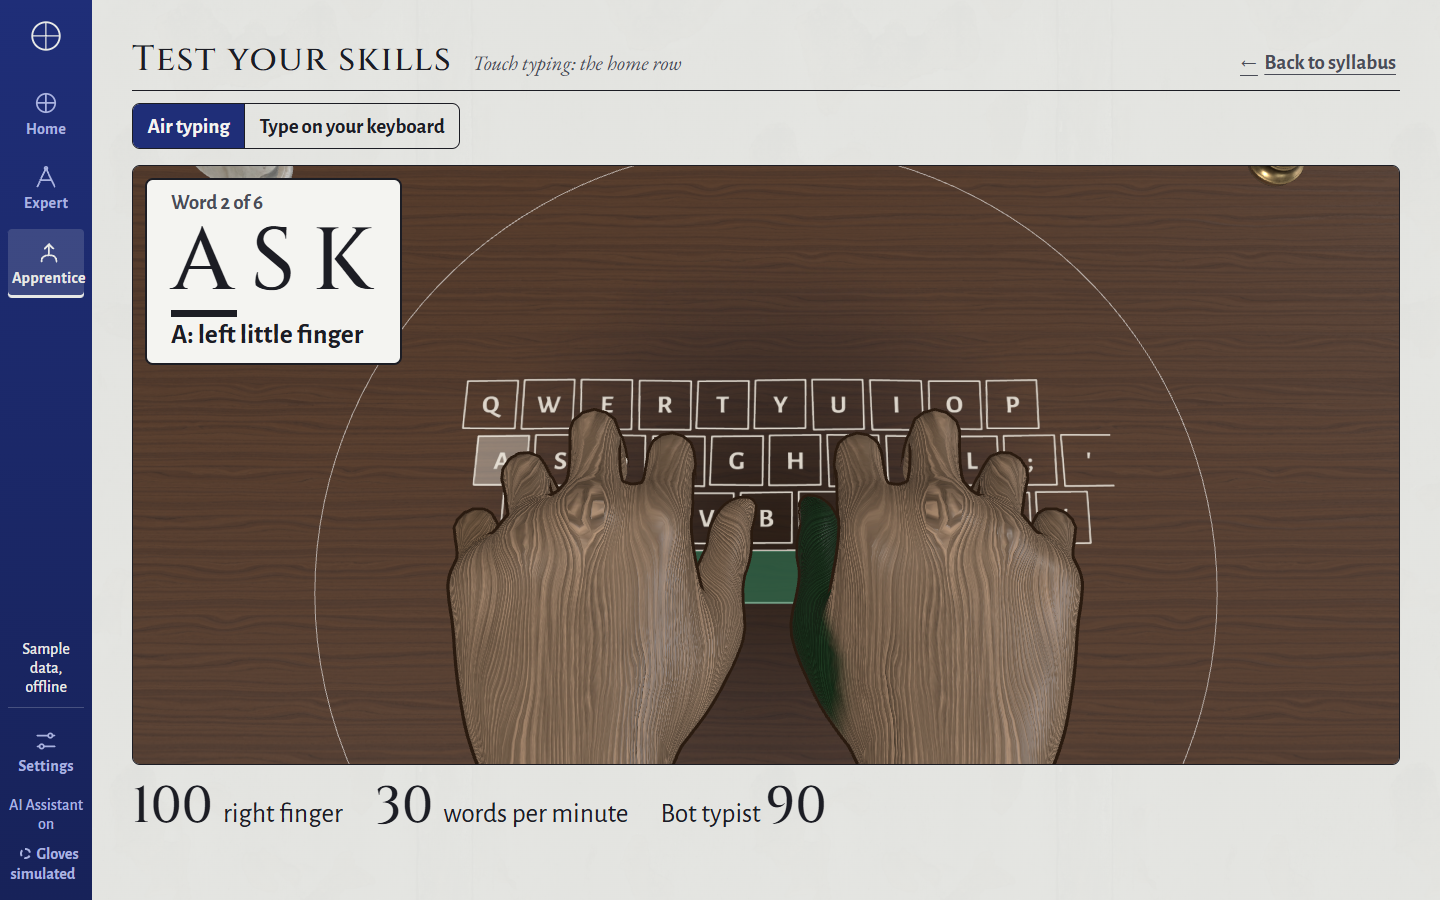 TEST YOUR SKILLS Touch typing: the home row
← Back to syllabus
Air typing Type on your keyboard
Home
Expert
Apprentice
Sample data, offline
Settings
AI Assistant on
Gloves simulated
Word 2 of 6
ASK
A: left little finger
Q W E R T Y U I O P
A S G H L ; '
V B
100 right finger 30 words per minute Bot typist 90